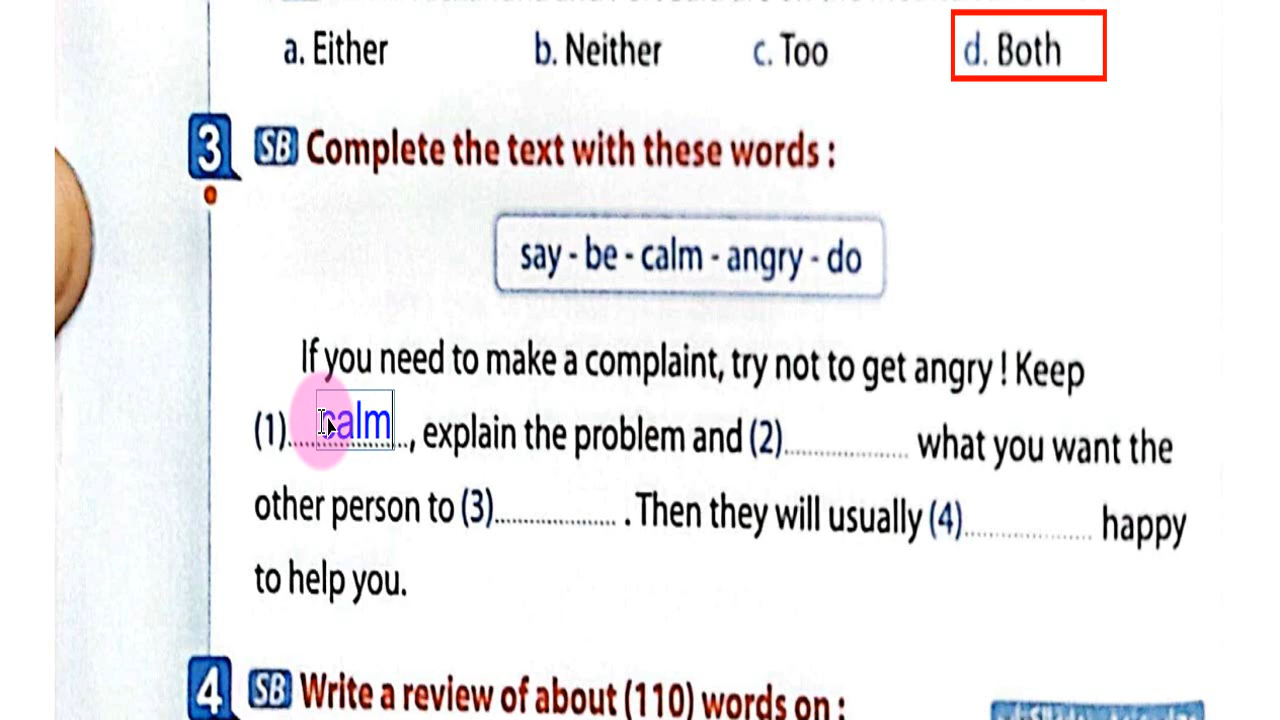 a. Either b. Neither c. Too d. Both
3 SB Complete the text with these words :
say - be - calm - angry - do
If you need to make a complaint, try not to get angry ! Keep
(1)....calm...., explain the problem and (2).................... what you want the
other person to (3).................... . Then they will usually (4).................... happy
to help you.
4 SB Write a review of about (110) words on :